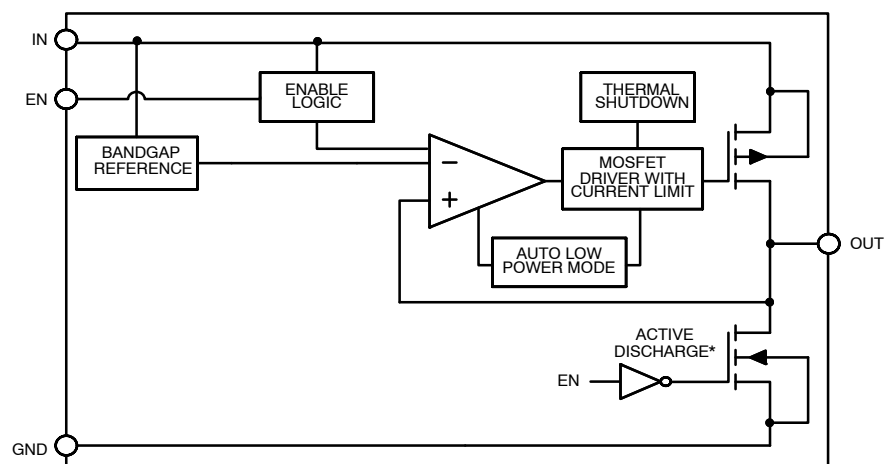 IN
EN
ENABLE
LOGIC
THERMAL
SHUTDOWN
BANDGAP
REFERENCE
−
+
MOSFET
DRIVER WITH
CURRENT LIMIT
AUTO LOW
POWER MODE
OUT
ACTIVE
DISCHARGE*
EN
GND